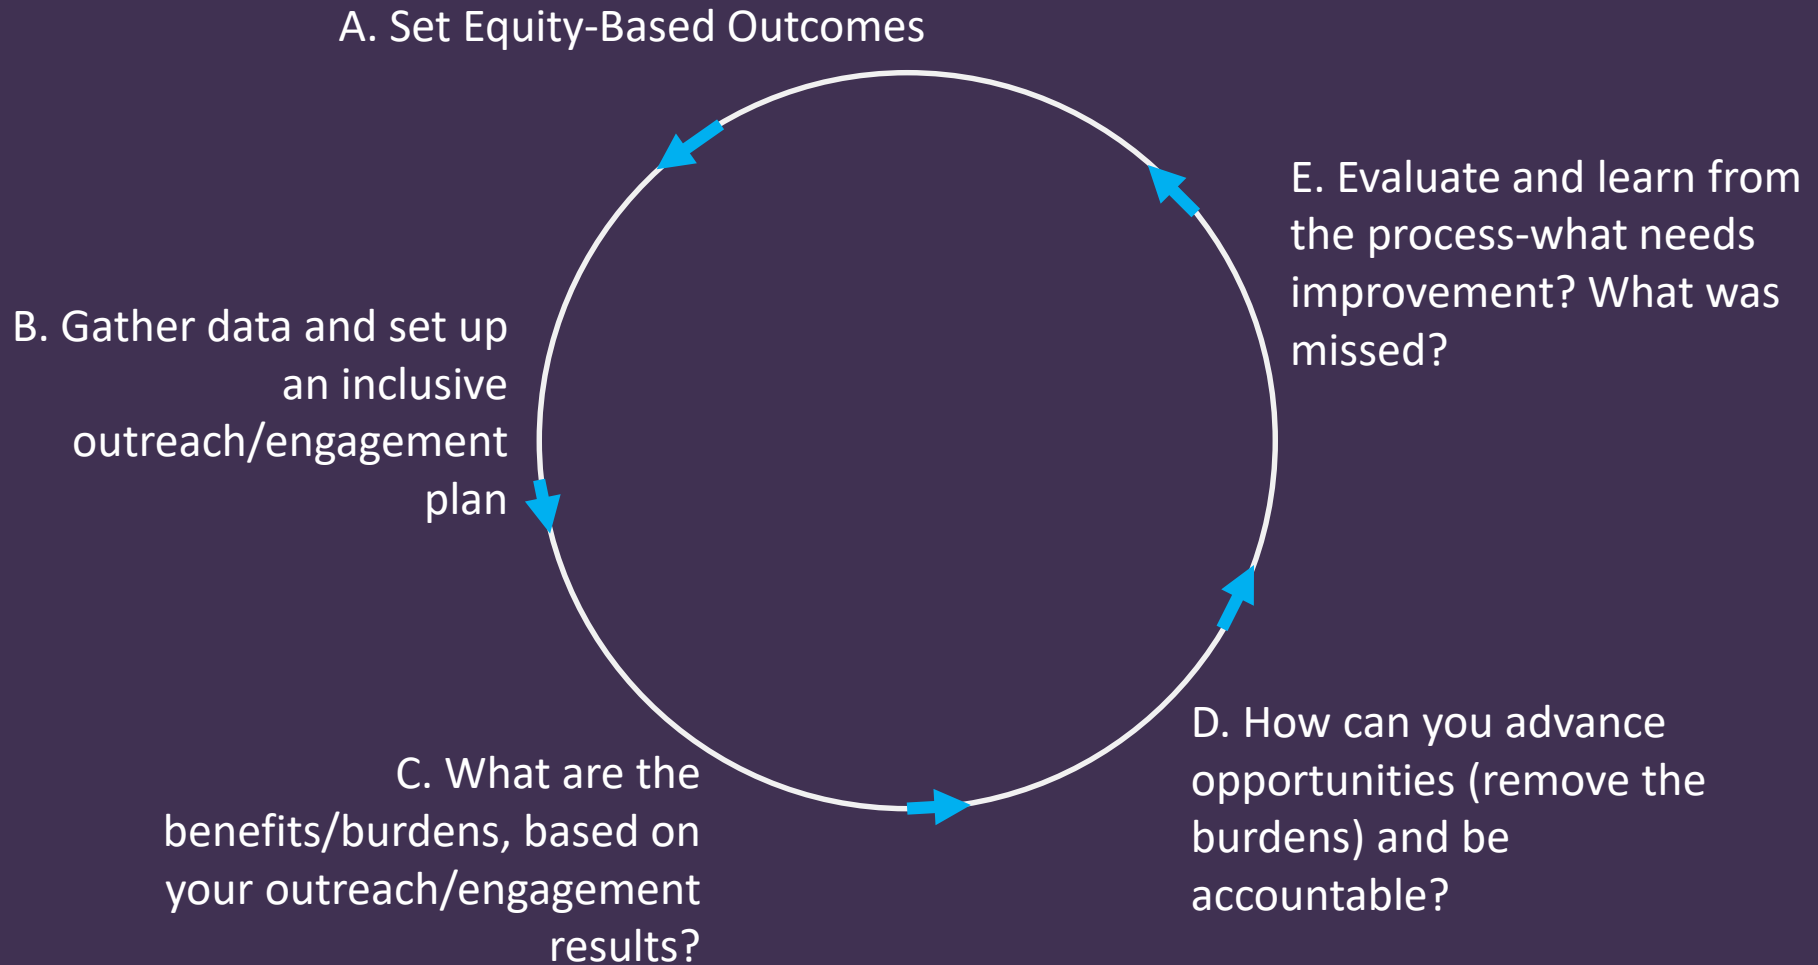 A. Set Equity-Based Outcomes
B. Gather data and set up
an inclusive
outreach/engagement
plan
C. What are the
benefits/burdens, based on
your outreach/engagement
results?
D. How can you advance
opportunities (remove the
burdens) and be
accountable?
E. Evaluate and learn from
the process-what needs
improvement? What was
missed?